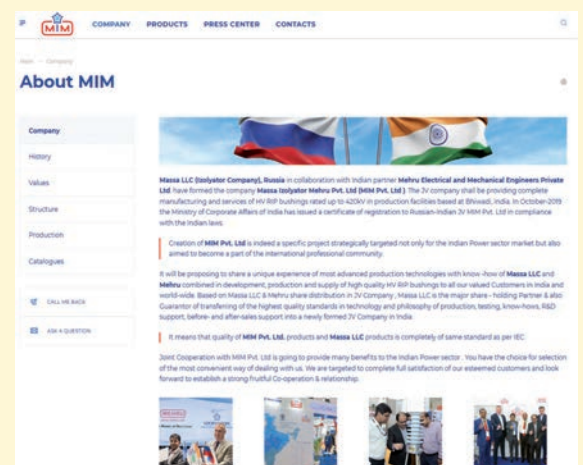 MIM
COMPANY PRODUCTS PRESS CENTER CONTACTS
Main — Company
About MIM
Company
History
Values
Structure
Production
Catalogues
CALL ME BACK
ASK A QUESTION
Massa LLC (Izolyator Company), Russia in collaboration with Indian partner Mehru Electrical and Mechanical Engineers Private
Ltd. have formed the company Massa Izolyator Mehru Pvt. Ltd (MIM Pvt. Ltd ). The JV company shall be providing complete
manufacturing and services of HV RIP bushings rated up to 420kV in production facilities based at Bhiwadi, India. In October-2019
the Ministry of Corporate Affairs of India has issued a certificate of registration to Russian-Indian JV MIM Pvt. Ltd in compliance
with the Indian laws.
Creation of MIM Pvt. Ltd is indeed a specific project strategically targeted not only for the Indian Power sector market but also
aimed to become a part of the international professional community.
It will be proposing to share a unique experience of most advanced production technologies with know -how of Massa LLC and
Mehru combined in development, production and supply of high quality HV RIP bushings to all our valued Customers in India and
world-wide. Based on Massa LLC & Mehru share distribution in JV Company , Massa LLC is the major share - holding Partner & also
Guarantor of transferring of the highest quality standards in technology and philosophy of production, testing, know-hows, R&D
support, before- and after-sales support into a newly formed JV Company in India.
It means that quality of MIM Pvt. Ltd. products and Massa LLC products is completely of same standard as per IEC.
Joint Cooperation with MIM Pvt. Ltd is going to provide many benefits to the Indian Power sector . You have the choice for selection
of the most convenient way of dealing with us. We are targeted to complete full satisfaction of our esteemed customers and look
forward to establish a strong fruitful Co-operation & relationship.
MEHRU